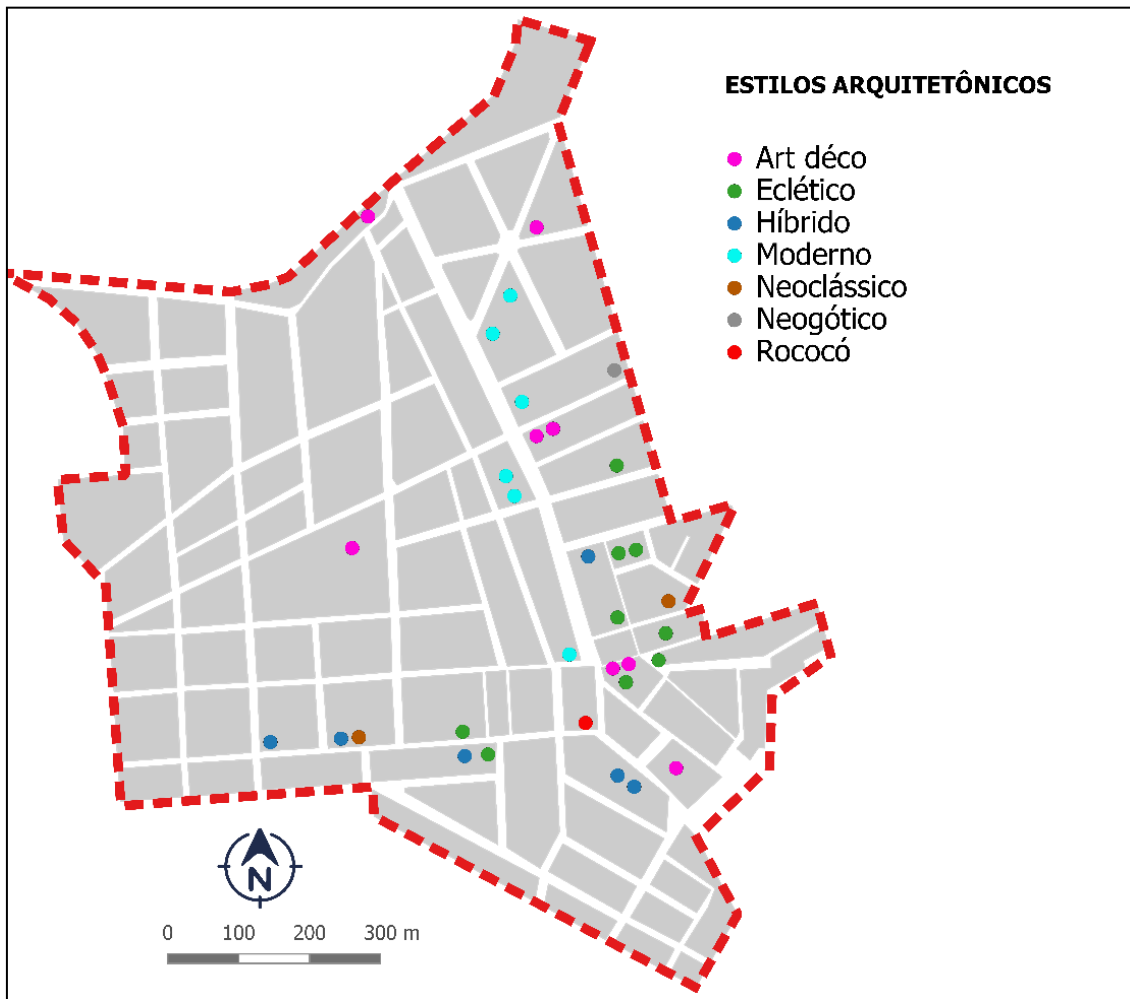 ESTILOS ARQUITETÔNICOS
Art déco
Eclético
Híbrido
Moderno
Neoclássico
Neogótico
Rococó
N
0 100 200 300 m